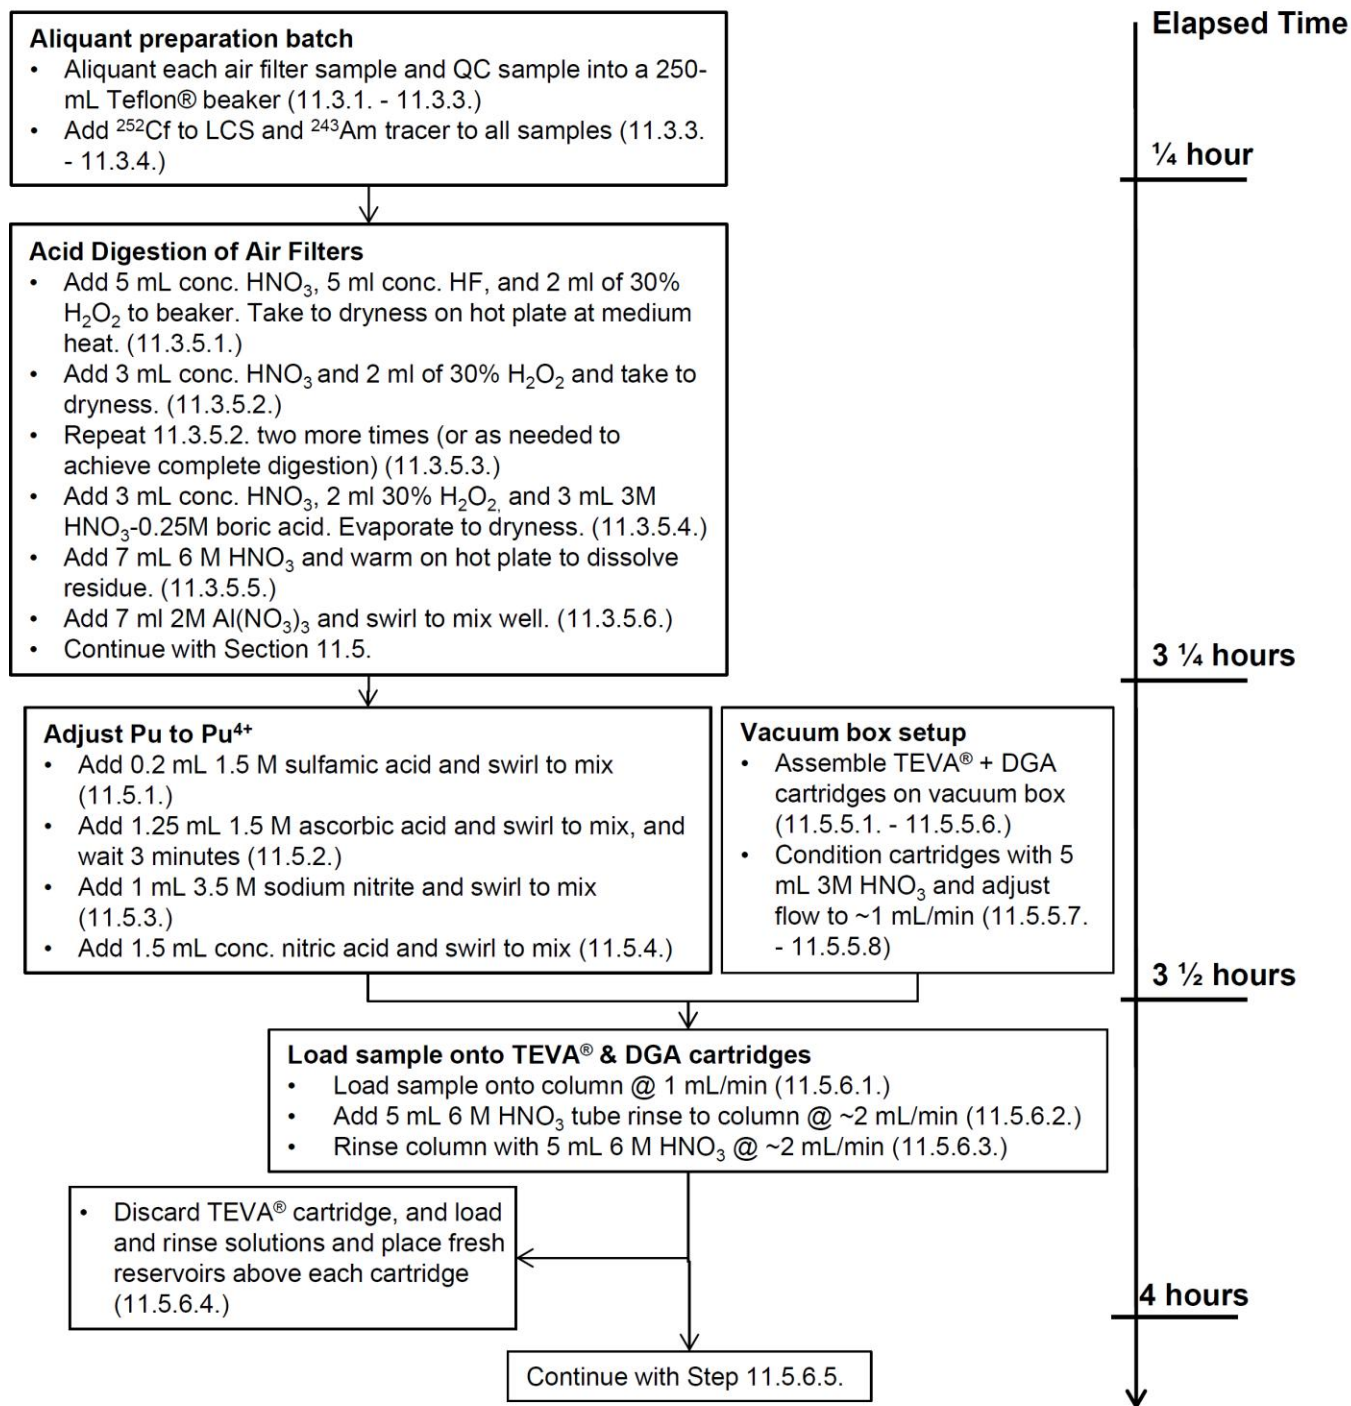 Elapsed Time
Aliquant preparation batch
• Aliquant each air filter sample and QC sample into a 250-
mL Teflon® beaker (11.3.1. - 11.3.3.)
• Add ²⁵²Cf to LCS and ²⁴³Am tracer to all samples (11.3.3.
- 11.3.4.)
¼ hour
Acid Digestion of Air Filters
• Add 5 mL conc. HNO₃, 5 ml conc. HF, and 2 ml of 30%
H₂O₂ to beaker. Take to dryness on hot plate at medium
heat. (11.3.5.1.)
• Add 3 mL conc. HNO₃ and 2 ml of 30% H₂O₂ and take to
dryness. (11.3.5.2.)
• Repeat 11.3.5.2. two more times (or as needed to
achieve complete digestion) (11.3.5.3.)
• Add 3 mL conc. HNO₃, 2 ml 30% H₂O₂, and 3 mL 3M
HNO₃-0.25M boric acid. Evaporate to dryness. (11.3.5.4.)
• Add 7 mL 6 M HNO₃ and warm on hot plate to dissolve
residue. (11.3.5.5.)
• Add 7 ml 2M Al(NO₃)₃ and swirl to mix well. (11.3.5.6.)
• Continue with Section 11.5.
3 ¼ hours
Adjust Pu to Pu⁴⁺
• Add 0.2 mL 1.5 M sulfamic acid and swirl to mix
(11.5.1.)
• Add 1.25 mL 1.5 M ascorbic acid and swirl to mix, and
wait 3 minutes (11.5.2.)
• Add 1 mL 3.5 M sodium nitrite and swirl to mix
(11.5.3.)
• Add 1.5 mL conc. nitric acid and swirl to mix (11.5.4.)
Vacuum box setup
• Assemble TEVA® + DGA
cartridges on vacuum box
(11.5.5.1. - 11.5.5.6.)
• Condition cartridges with 5
mL 3M HNO₃ and adjust
flow to ~1 mL/min (11.5.5.7.
- 11.5.5.8)
3 ½ hours
Load sample onto TEVA® & DGA cartridges
• Load sample onto column @ 1 mL/min (11.5.6.1.)
• Add 5 mL 6 M HNO₃ tube rinse to column @ ~2 mL/min (11.5.6.2.)
• Rinse column with 5 mL 6 M HNO₃ @ ~2 mL/min (11.5.6.3.)
• Discard TEVA® cartridge, and load
and rinse solutions and place fresh
reservoirs above each cartridge
(11.5.6.4.)
4 hours
Continue with Step 11.5.6.5.